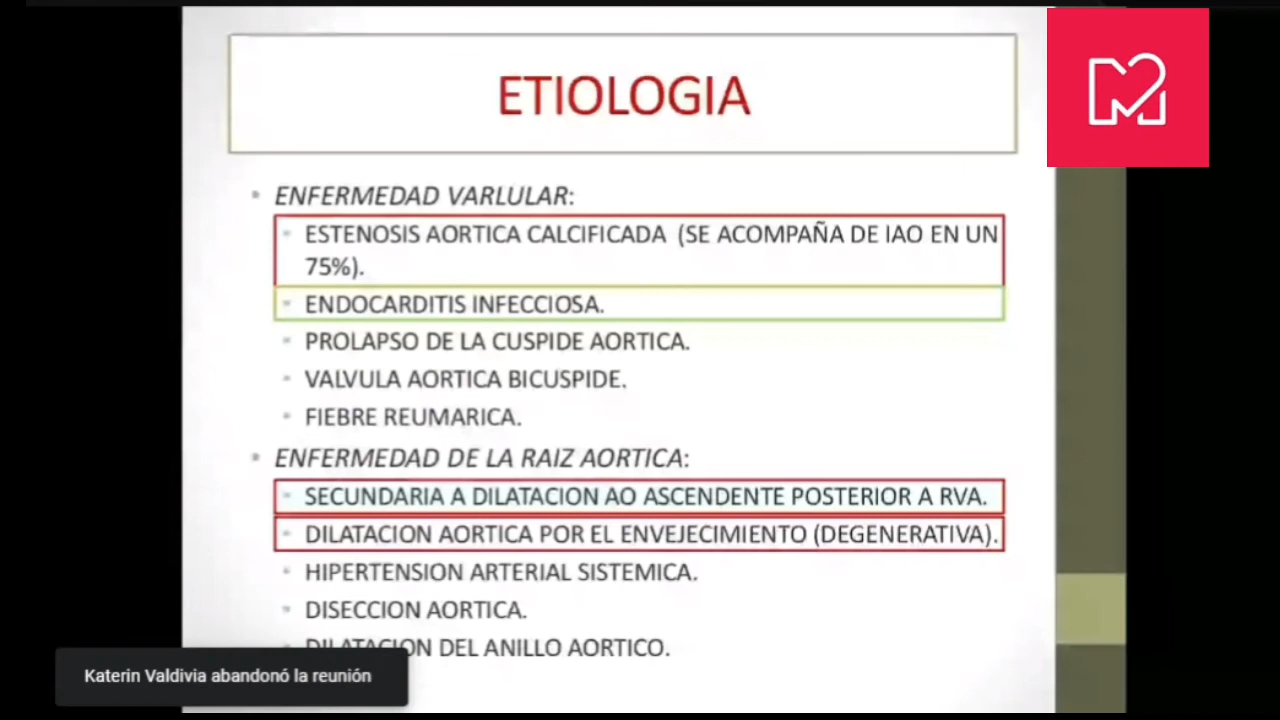 ETIOLOGIA
ENFERMEDAD VARLULAR:
ESTENOSIS AORTICA CALCIFICADA (SE ACOMPAÑA DE IAO EN UN
75%).
ENDOCARDITIS INFECCIOSA.
PROLAPSO DE LA CUSPIDE AORTICA.
VALVULA AORTICA BICUSPIDE.
FIEBRE REUMARICA.
ENFERMEDAD DE LA RAIZ AORTICA:
SECUNDARIA A DILATACION AO ASCENDENTE POSTERIOR A RVA.
DILATACION AORTICA POR EL ENVEJECIMIENTO (DEGENERATIVA).
HIPERTENSION ARTERIAL SISTEMICA.
DISECCION AORTICA.
DILATACION DEL ANILLO AORTICO.
Katerin Valdivia abandonó la reunión